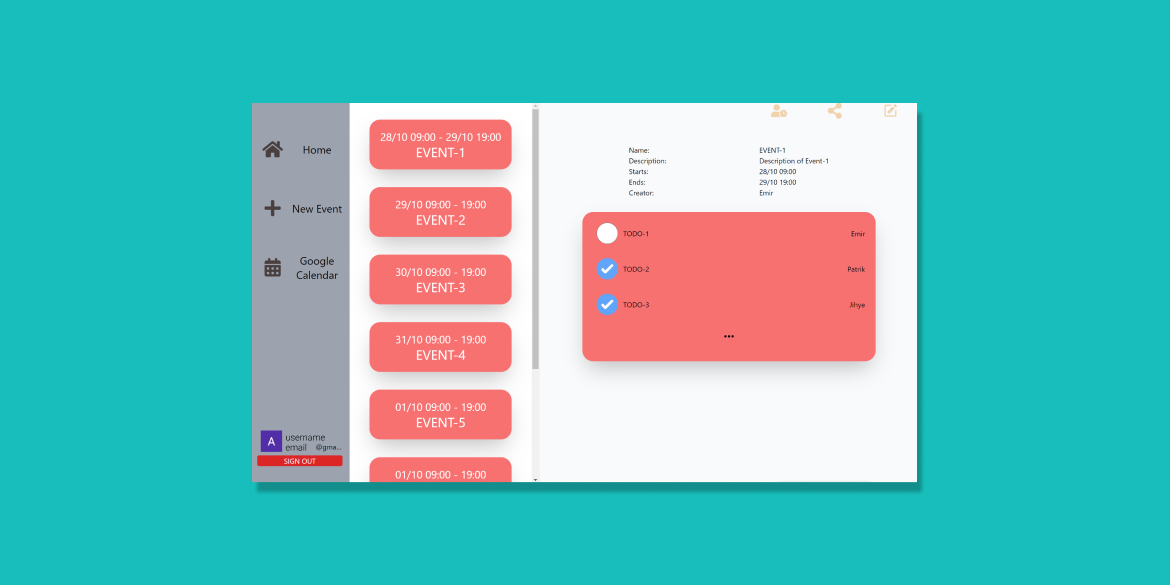 Home
New Event
Google
Calendar
A
username
email @gma...
SIGN OUT
28/10 09:00 - 29/10 19:00
EVENT-1
29/10 09:00 - 19:00
EVENT-2
30/10 09:00 - 19:00
EVENT-3
31/10 09:00 - 19:00
EVENT-4
01/10 09:00 - 19:00
EVENT-5
01/10 09:00 - 19:00
Name: EVENT-1
Description: Description of Event-1
Starts: 28/10 09:00
Ends: 29/10 19:00
Creator: Emir
TODO-1 Emir
TODO-2 Patrik
TODO-3 Jihye
...